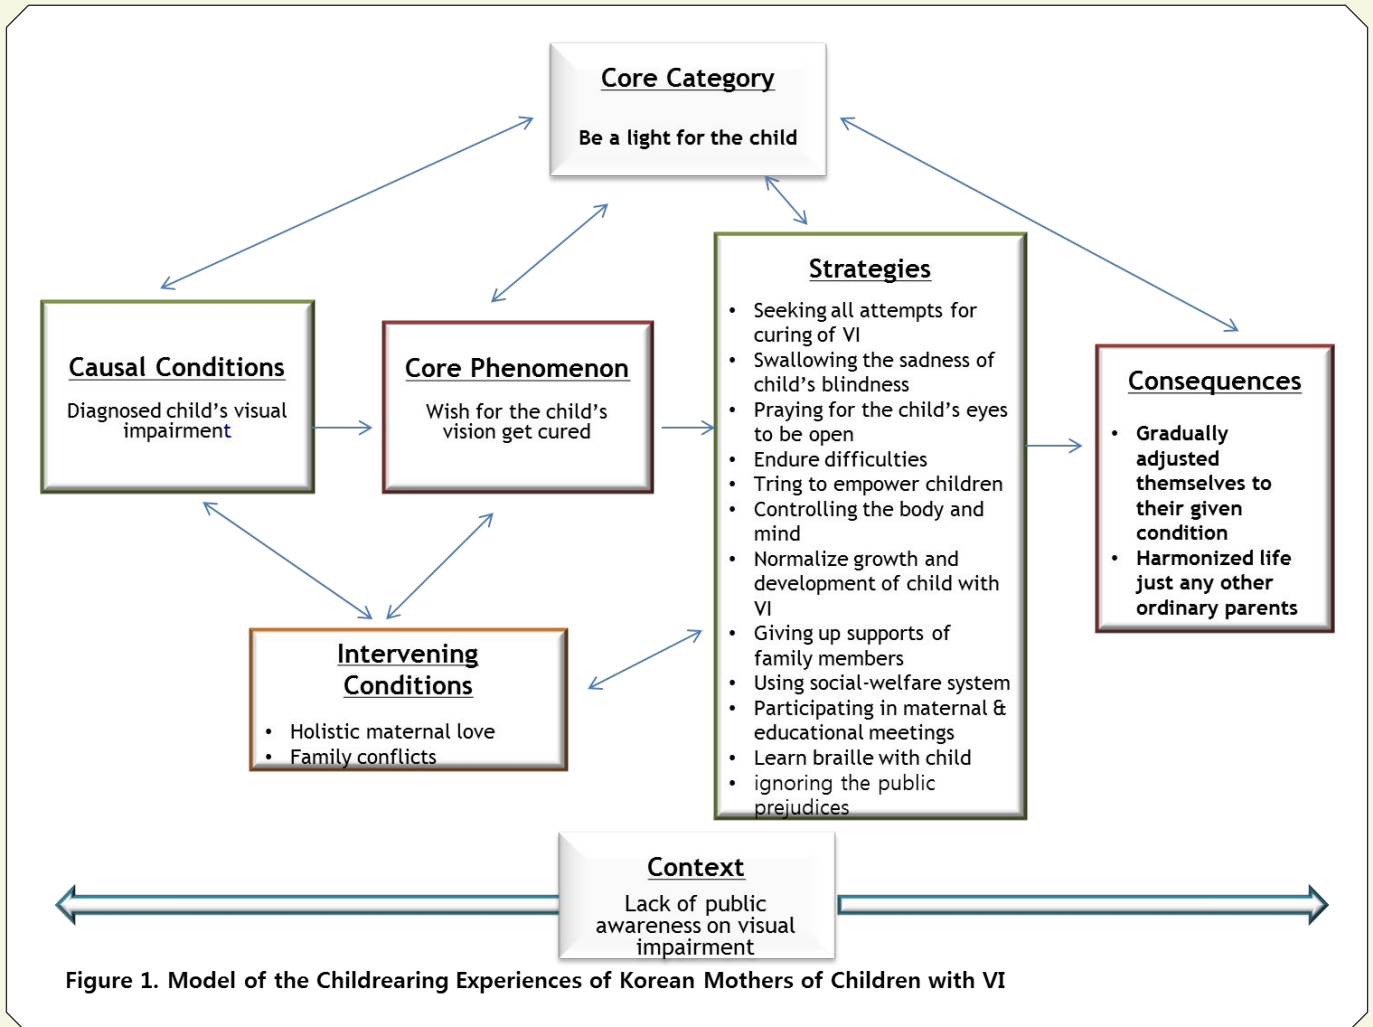 Core Category
Be a light for the child
Causal Conditions
Diagnosed child's visual
impairment
Core Phenomenon
Wish for the child's
vision get cured
Strategies
• Seeking all attempts for
curing of VI
• Swallowing the sadness of
child's blindness
• Praying for the child's eyes
to be open
• Endure difficulties
• Tring to empower children
• Controlling the body and
mind
• Normalize growth and
development of child with
VI
• Giving up supports of
family members
• Using social-welfare system
• Participating in maternal &
educational meetings
• Learn braille with child
• ignoring the public
prejudices
Consequences
• Gradually
adjusted
themselves to
their given
condition
• Harmonized life
just any other
ordinary parents
Intervening
Conditions
• Holistic maternal love
• Family conflicts
Context
Lack of public
awareness on visual
impairment
Figure 1. Model of the Childrearing Experiences of Korean Mothers of Children with VI